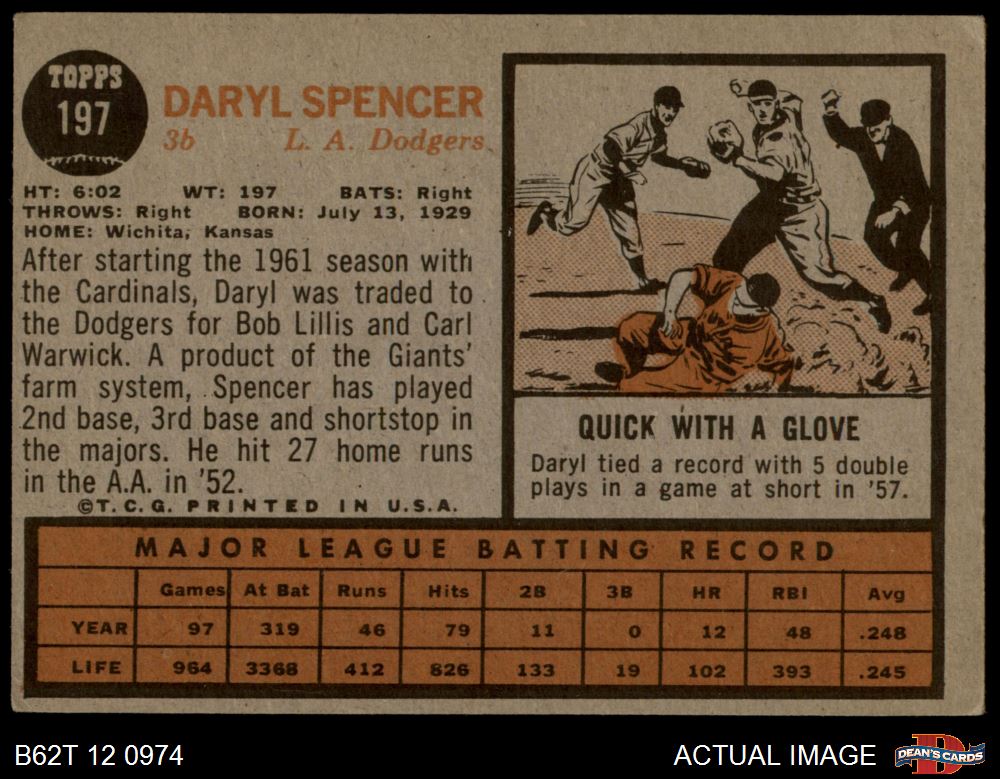 TOPPS
197
DARYL SPENCER
3b L. A. Dodgers
HT: 6:02 WT: 197 BATS: Right
THROWS: Right BORN: July 13, 1929
HOME: Wichita, Kansas
After starting the 1961 season with
the Cardinals, Daryl was traded to
the Dodgers for Bob Lillis and Carl
Warwick. A product of the Giants'
farm system, Spencer has played
2nd base, 3rd base and shortstop in
the majors. He hit 27 home runs
in the A.A. in '52.
©T. C. G. PRINTED IN U.S.A.
QUICK WITH A GLOVE
Daryl tied a record with 5 double
plays in a game at short in '57.
MAJOR LEAGUE BATTING RECORD
Games At Bat Runs Hits 2B 3B HR RBI Avg
YEAR 97 319 46 79 11 0 12 48 .248
LIFE 964 3368 412 826 133 19 102 393 .245
B62T 12 0974
ACTUAL IMAGE
D
DEAN'S CARDS